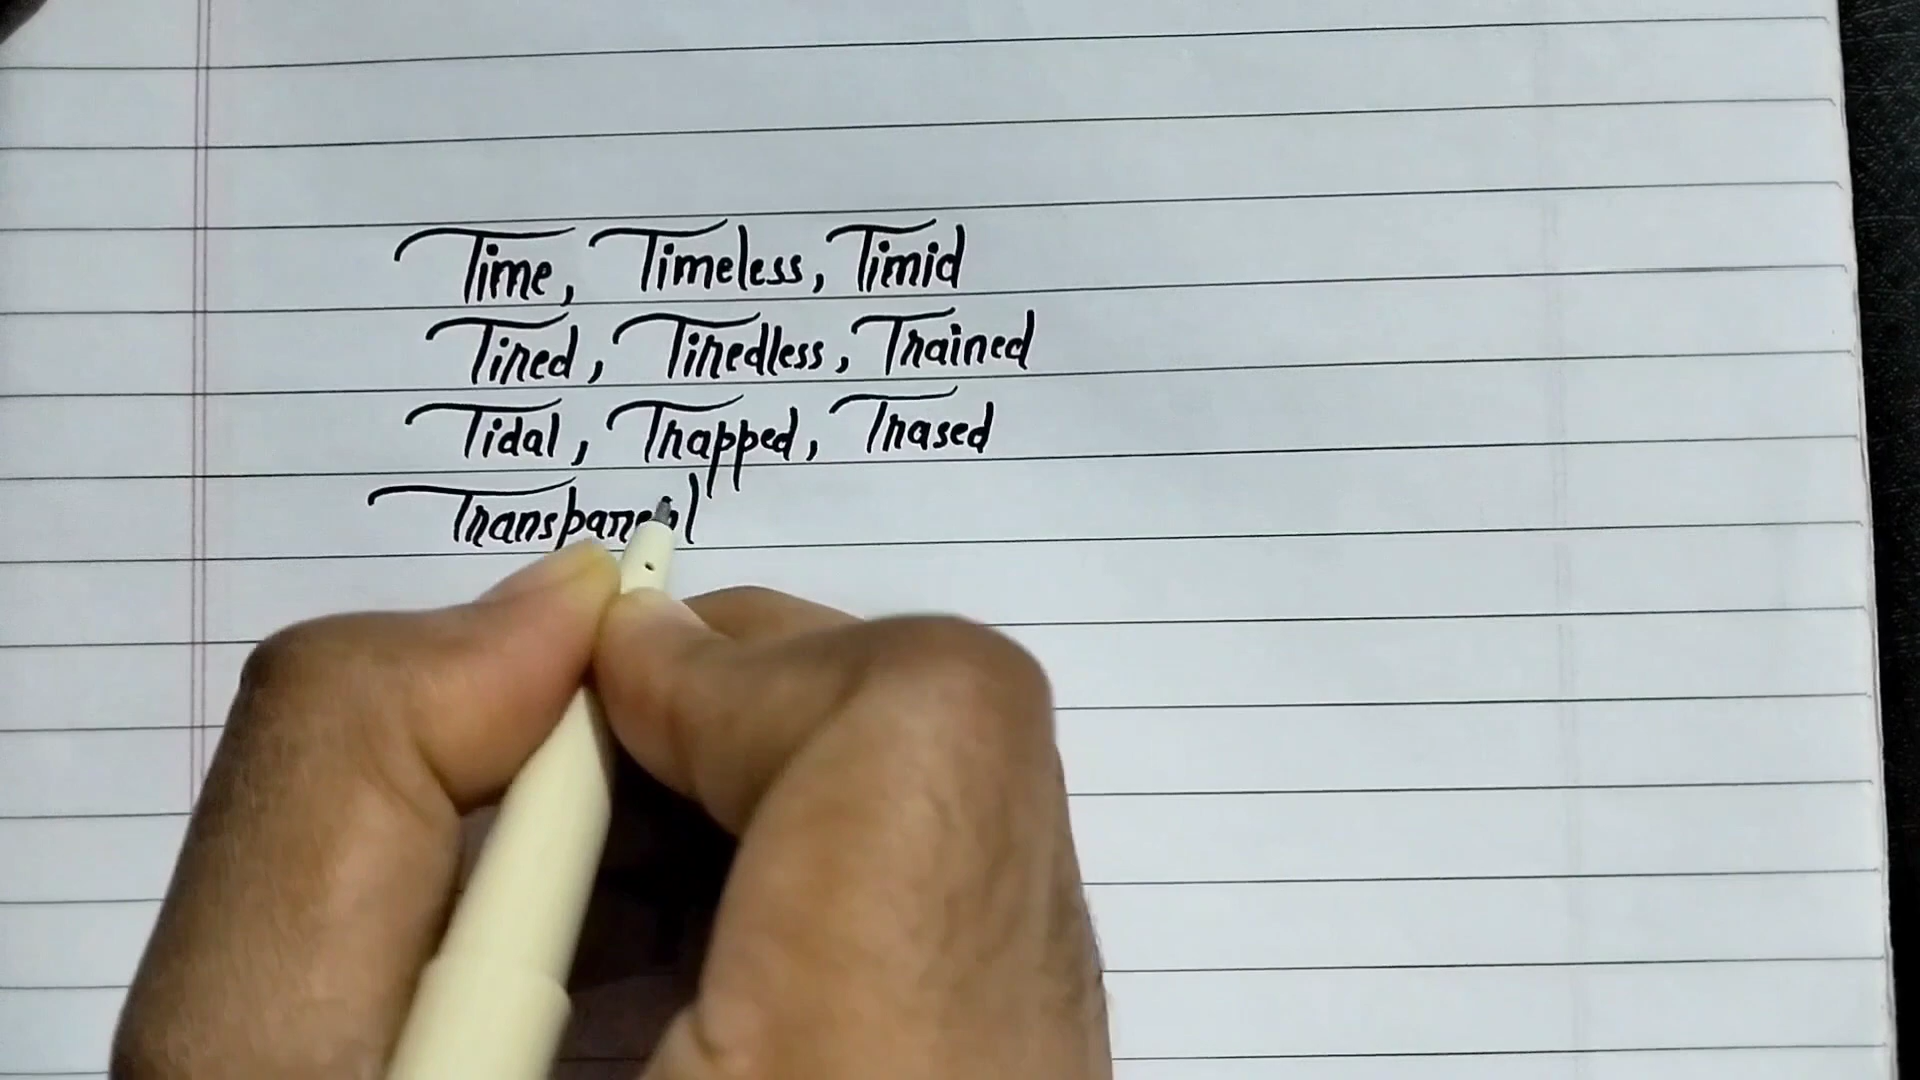 Time, Timeless, Timid
Tired, Tiredless, Trained
Tidal, Trapped, Trased